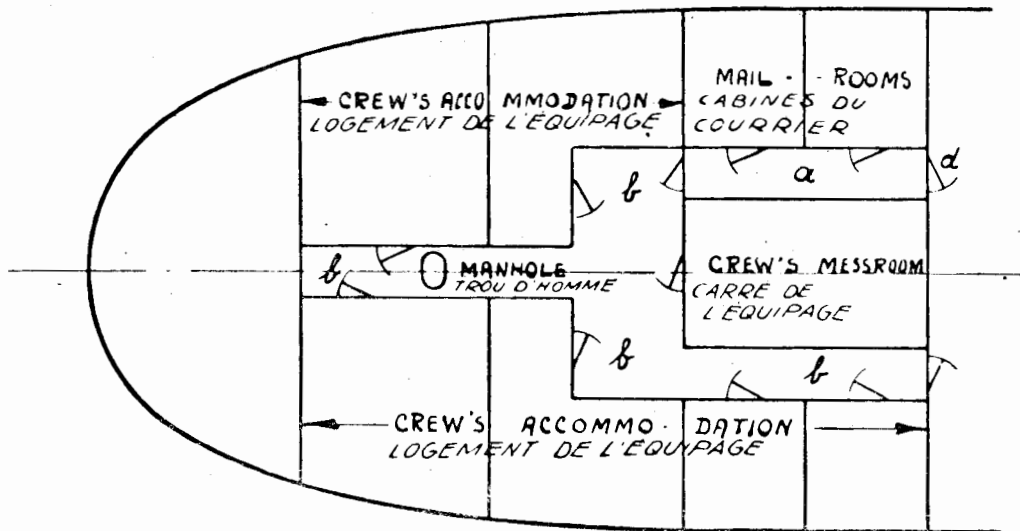 CREW'S ACCOMMODATION
LOGEMENT DE L'ÉQUIPAGE
MAIL - ROOMS
CABINES DU
COURRIER
a
d
b
b
MANHOLE
TROU D'HOMME
CREW'S MESSROOM
CARRÉ DE
L'ÉQUIPAGE
b
b
CREW'S ACCOMMODATION
LOGEMENT DE L'ÉQUIPAGE